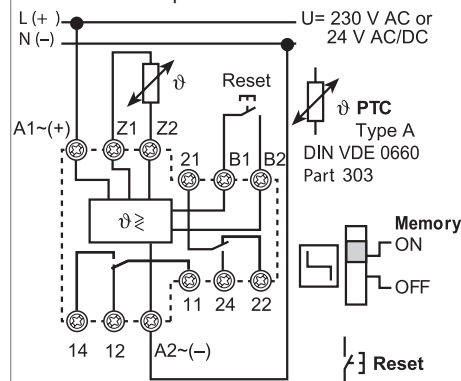 L (+)
N (–)
U= 230 V AC or
24 V AC/DC
ϑ
Reset
ϑ PTC
Type A
DIN VDE 0660
Part 303
A1~(+)
Z1
Z2
21
B1
B2
ϑ≥
Memory
ON
OFF
11
24
22
14
12
A2~(–)
Reset